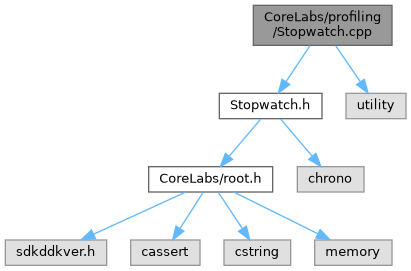 CoreLabs/profiling
/Stopwatch.cpp
Stopwatch.h
utility
CoreLabs/root.h
chrono
sdkddkver.h
cassert
cstring
memory